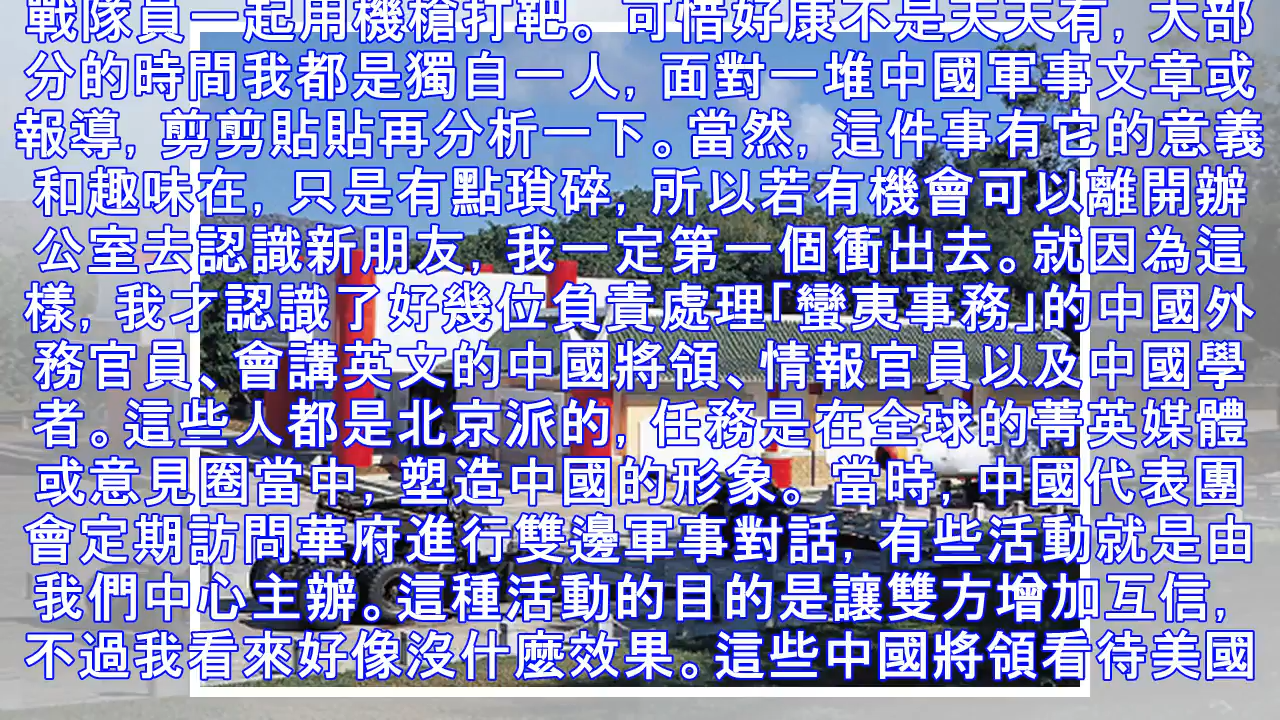 戰隊員一起用機槍打靶。可惜好康不是天天有, 大部
分的時間我都是獨自一人, 面對一堆中國軍事文章或
報導, 剪剪貼貼再分析一下。當然, 這件事有它的意義
和趣味在, 只是有點瑣碎, 所以若有機會可以離開辦
公室去認識新朋友, 我一定第一個衝出去。就因為這
樣, 我才認識了好幾位負責處理「蠻夷事務」的中國外
務官員、會講英文的中國將領、情報官員以及中國學
者。這些人都是北京派的, 任務是在全球的菁英媒體
或意見圈當中, 塑造中國的形象。當時, 中國代表團
會定期訪問華府進行雙邊軍事對話, 有些活動就是由
我們中心主辦。這種活動的目的是讓雙方增加互信,
不過我看來好像沒什麼效果。這些中國將領看待美國